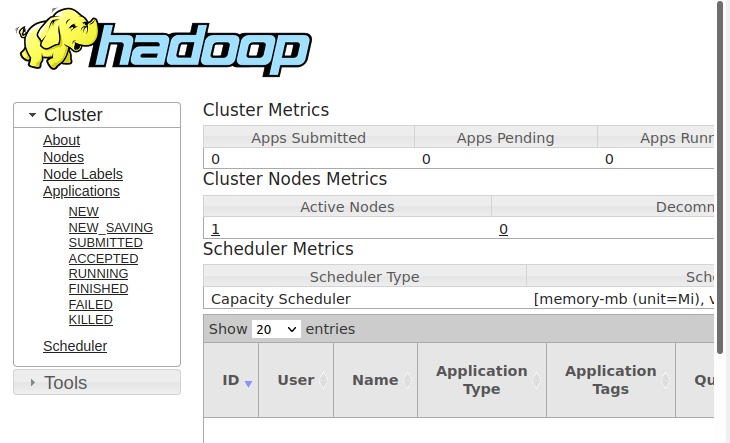 hadoop
Cluster
About
Nodes
Node Labels
Applications
NEW
NEW_SAVING
SUBMITTED
ACCEPTED
RUNNING
FINISHED
FAILED
KILLED
Scheduler
Tools
Cluster Metrics
Apps Submitted Apps Pending Apps Runn
0 0 0
Cluster Nodes Metrics
Active Nodes Decomm
1 0
Scheduler Metrics
Scheduler Type Sche
Capacity Scheduler [memory-mb (unit=Mi), v
Show 20 entries
ID User Name Application Type Application Tags Qu